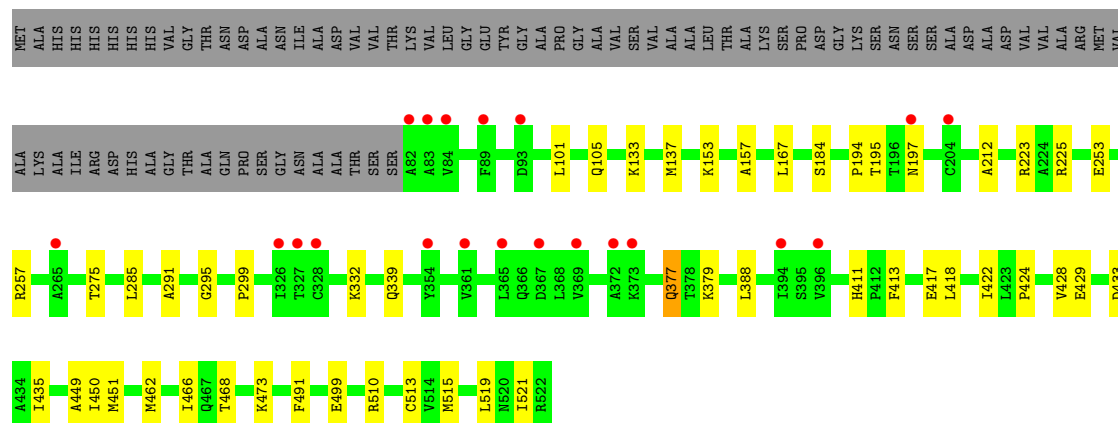 MET ALA HIS HIS HIS HIS HIS HIS VAL GLY THR ASN ASP ALA ASN ILE ALA ASP VAL VAL THR LYS VAL LEU GLY GLU TYR GLY ALA PRO GLY ALA VAL SER VAL ALA ALA LEU THR ALA LYS SER PRO ASP GLY LYS SER ASN SER SER ALA ASP ALA ASP VAL VAL ALA ARG MET VAL
ALA LYS ALA ILE ARG ASP HIS ALA GLY THR ALA GLN PRO SER GLY ASN ALA ALA THR SER SER A82 A83 V84 F89 D93 L101 Q105 K133 M137 K153 A157 L167 S184 P194 T195 T196 N197 C204 A212 R223 A224 R225 E253
R257 A265 T275 L285 A291 G295 P299 I326 T327 C328 K332 Q339 Y354 V361 L365 Q366 D367 L368 V369 A372 K373 Q377 T378 K379 L388 I394 S395 V396 H411 P412 F413 E417 L418 I422 L423 P424 V428 E429
A434 I435 A449 I450 M451 M462 I466 Q467 T468 K473 F491 E499 R510 C513 V514 M515 L519 N520 I521 R522